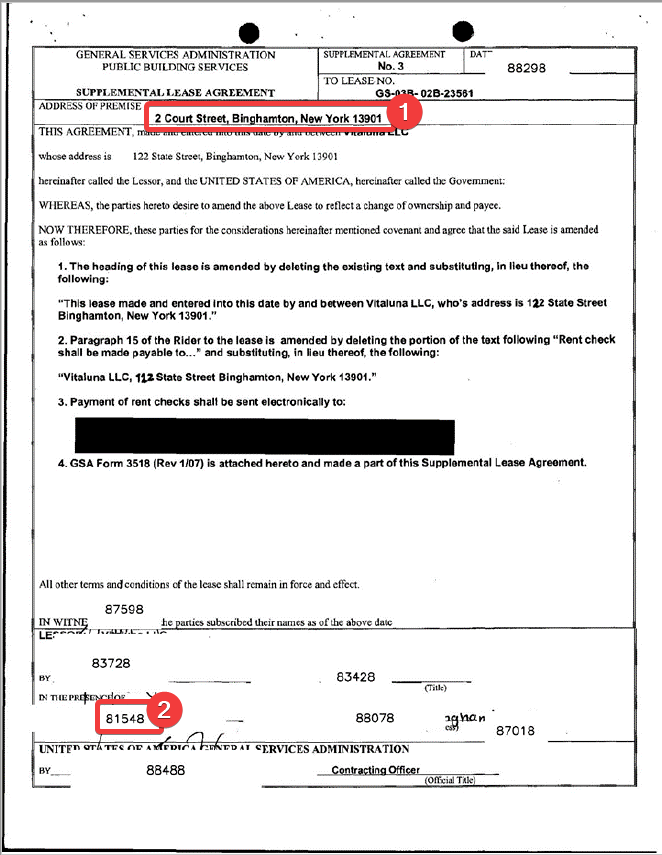 GENERAL SERVICES ADMINISTRATION
PUBLIC BUILDING SERVICES
SUPPLEMENTAL LEASE AGREEMENT
SUPPLEMENTAL AGREEMENT
No. 3
DAT
88298
TO LEASE NO.
GS-03B-02B-23561
ADDRESS OF PREMISE
2 Court Street, Binghamton, New York 13901
1
THIS AGREEMENT, made and entered into this date by and between Vitaluna LLC
whose address is 122 State Street, Binghamton, New York 13901
hereinafter called the Lessor, and the UNITED STATES OF AMERICA, hereinafter called the Government:
WHEREAS, the parties hereto desire to amend the above Lease to reflect a change of ownership and payee.
NOW THEREFORE, these parties for the considerations hereinafter mentioned covenant and agree that the said Lease is amended
as follows:
1. The heading of this lease is amended by deleting the existing text and substituting, in lieu thereof, the
following:
"This lease made and entered into this date by and between Vitaluna LLC, who's address is 122 State Street
Binghamton, New York 13901."
2. Paragraph 15 of the Rider to the lease is amended by deleting the portion of the text following "Rent check
shall be made payable to..." and substituting, in lieu thereof, the following:
"Vitaluna LLC, 112 State Street Binghamton, New York 13901."
3. Payment of rent checks shall be sent electronically to:
4. GSA Form 3518 (Rev 1/07) is attached hereto and made a part of this Supplemental Lease Agreement.
All other terms and conditions of the lease shall remain in force and effect.
87598
IN WITNE he parties subscribed their names as of the above date
83728
BY 83428
(Title)
IN THE PRESENCE OF
81548
2
88078
aghan
87018
UNITED STATES OF AMERICA GENERAL SERVICES ADMINISTRATION
BY 88488 Contracting Officer
(Official Title)